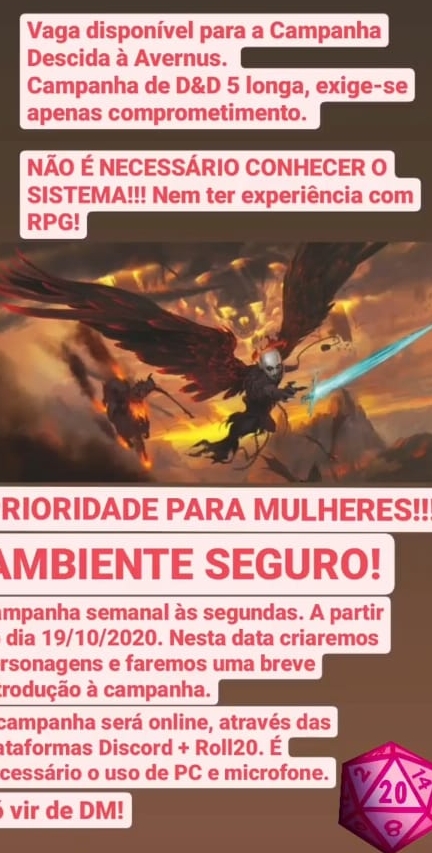 Vaga disponível para a Campanha
Descida à Avernus.
Campanha de D&D 5 longa, exige-se
apenas comprometimento.
NÃO É NECESSÁRIO CONHECER O
SISTEMA!!! Nem ter experiência com
RPG!
RIORIDADE PARA MULHERES!!!
AMBIENTE SEGURO!
ampanha semanal às segundas. A partir
dia 19/10/2020. Nesta data criaremos
rsonagens e faremos uma breve
trodução à campanha.
campanha será online, através das
ataformas Discord + Roll20. É
cessário o uso de PC e microfone.
ó vir de DM!
2
14
20
8